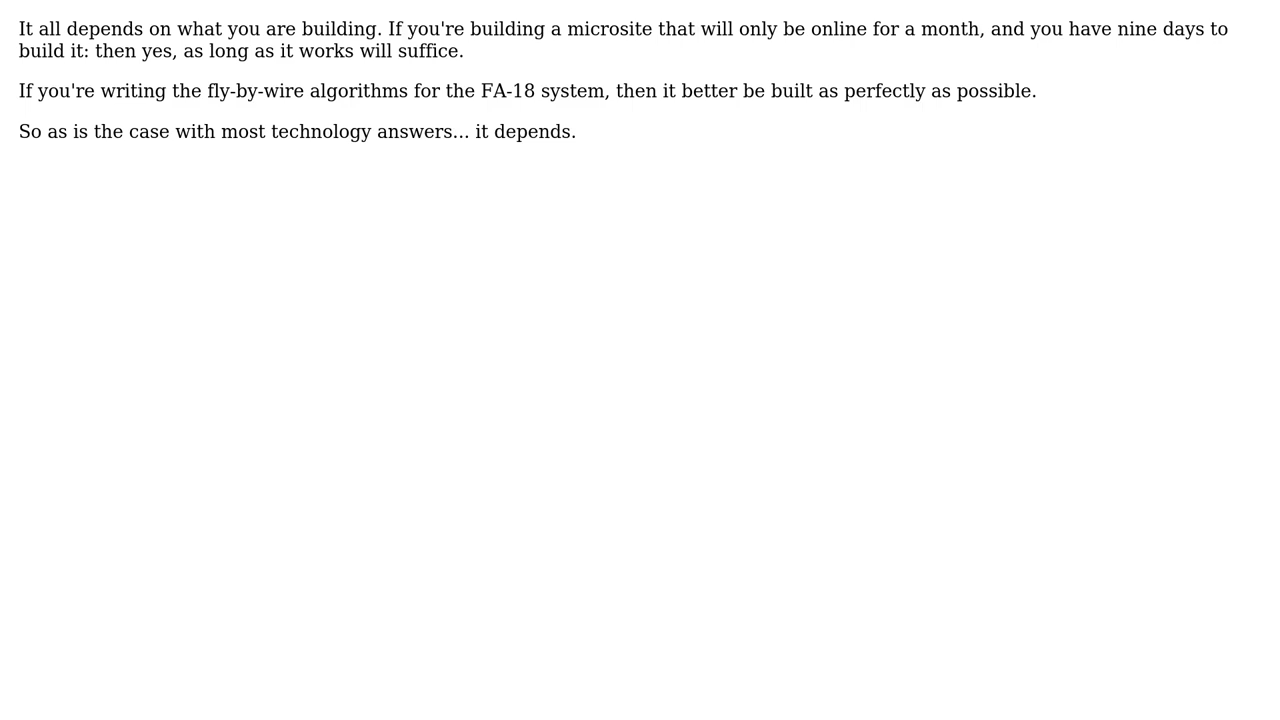 It all depends on what you are building. If you're building a microsite that will only be online for a month, and you have nine days to
build it: then yes, as long as it works will suffice.
If you're writing the fly-by-wire algorithms for the FA-18 system, then it better be built as perfectly as possible.
So as is the case with most technology answers... it depends.